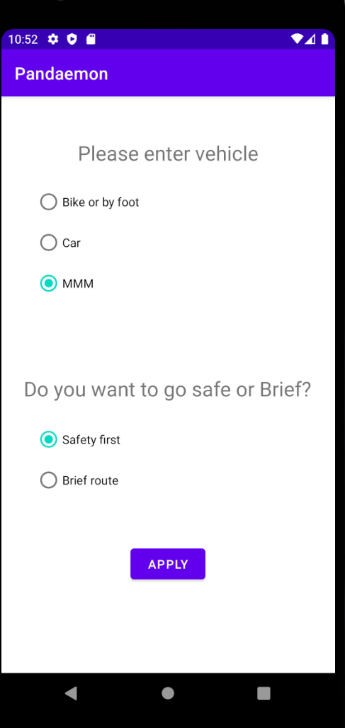 10:52
Pandaemon
Please enter vehicle
Bike or by foot
Car
MMM
Do you want to go safe or Brief?
Safety first
Brief route
APPLY